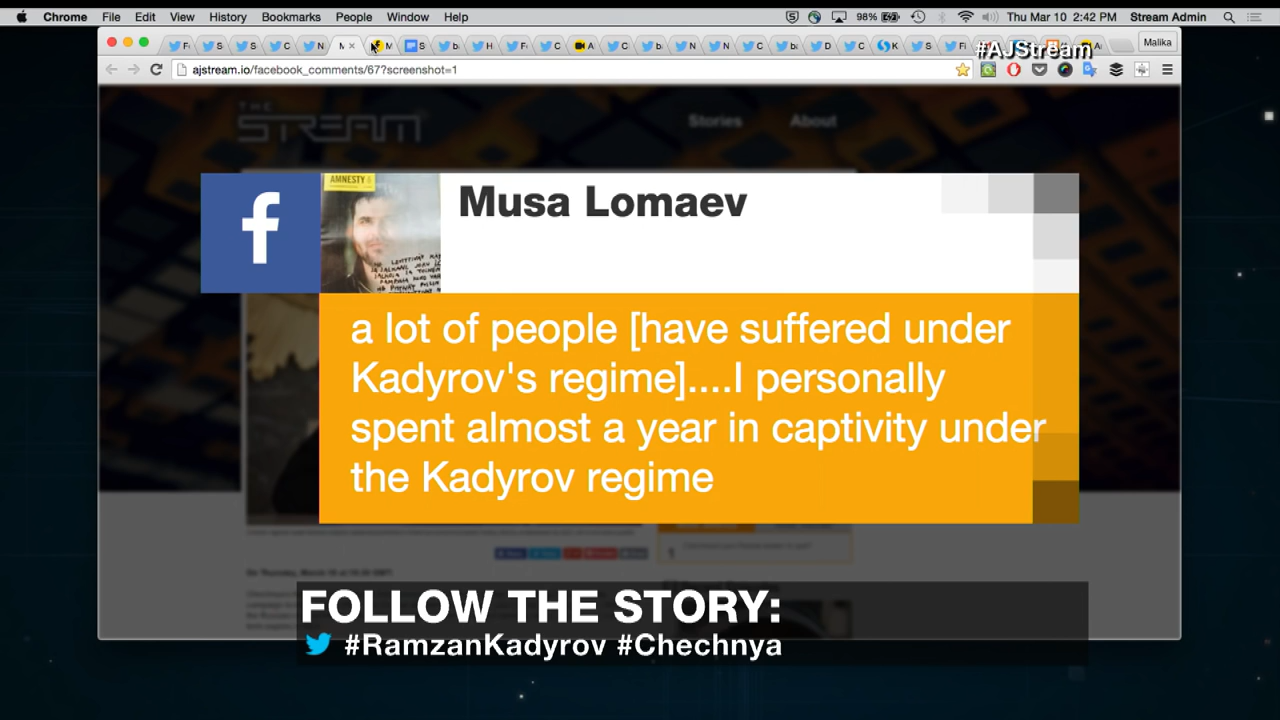 Chrome File Edit View History Bookmarks People Window Help 98% Thu Mar 10 2:42 PM Stream Admin
Malika
#AJStream
ajstream.io/facebook_comments/67?screenshot=1
THE
STREAM
Stories About
AMNESTY
f
Musa Lomaev
a lot of people [have suffered under
Kadyrov's regime]....I personally
spent almost a year in captivity under
the Kadyrov regime
FOLLOW THE STORY:
#RamzanKadyrov #Chechnya